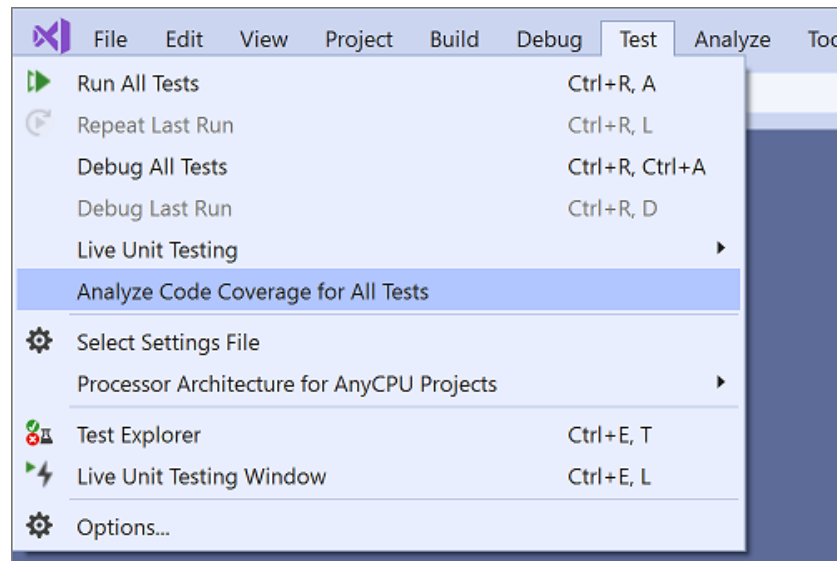 File Edit View Project Build Debug Test Analyze
Run All Tests Ctrl+R, A
Repeat Last Run Ctrl+R, L
Debug All Tests Ctrl+R, Ctrl+A
Debug Last Run Ctrl+R, D
Live Unit Testing
Analyze Code Coverage for All Tests
Select Settings File
Processor Architecture for AnyCPU Projects
Test Explorer Ctrl+E, T
Live Unit Testing Window Ctrl+E, L
Options...